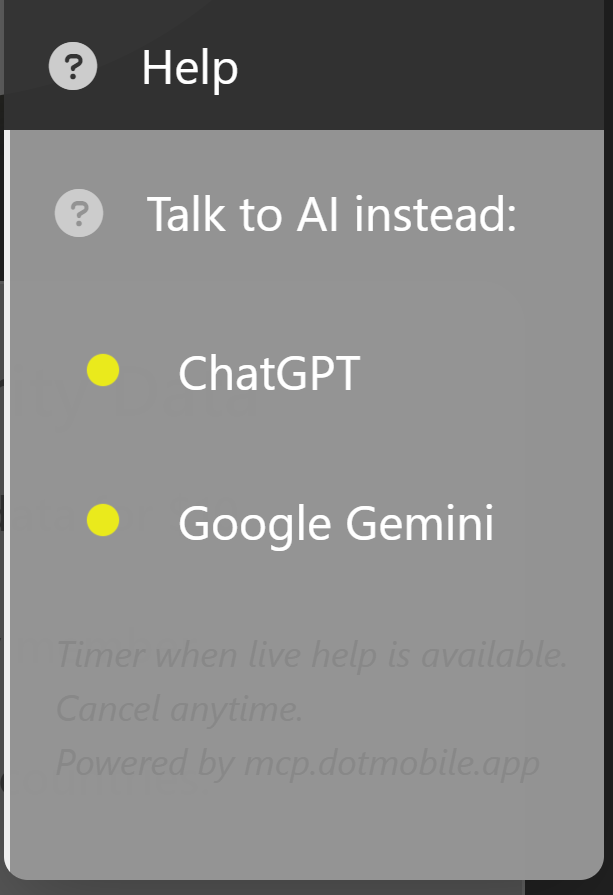 Help
Talk to AI instead:
ChatGPT
Google Gemini
Timer when live help is available.
Cancel anytime.
Powered by mcp.dotmobile.app